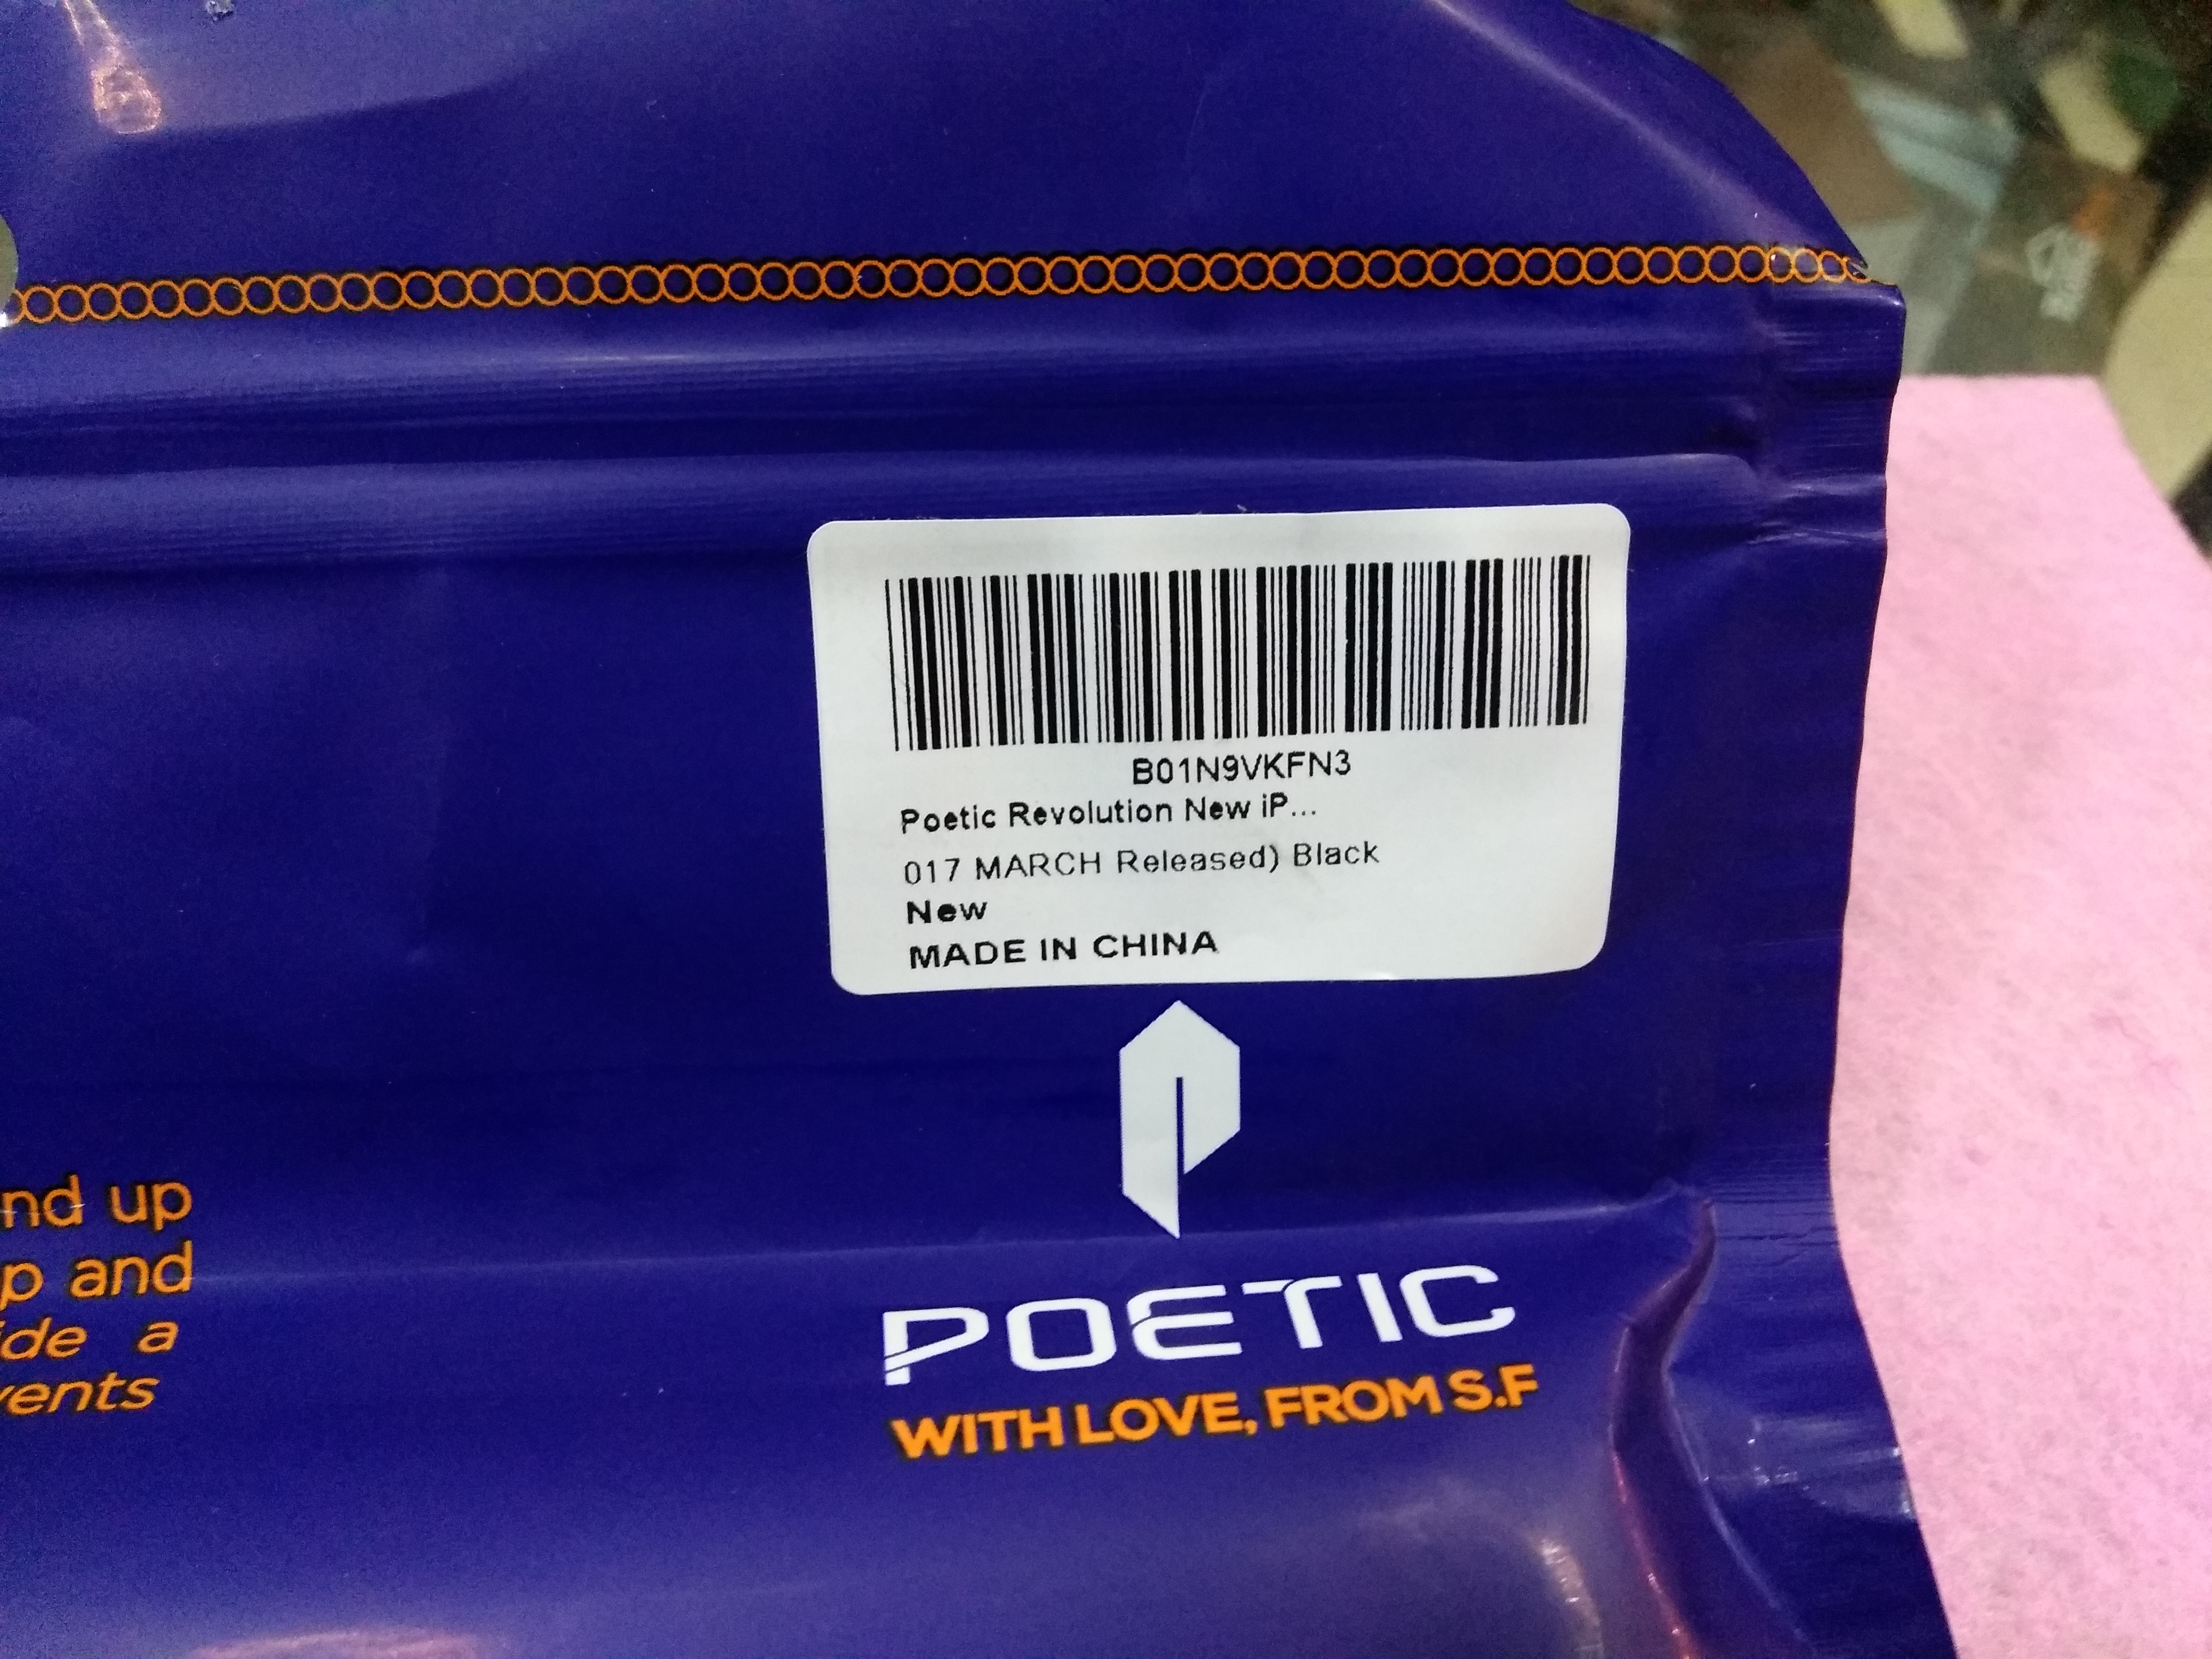 B01N9VKFN3
Poetic Revolution New iP...
017 MARCH Released) Black
New
MADE IN CHINA
POETIC
WITH LOVE, FROM S.F
nd up
p and
ide a
vents